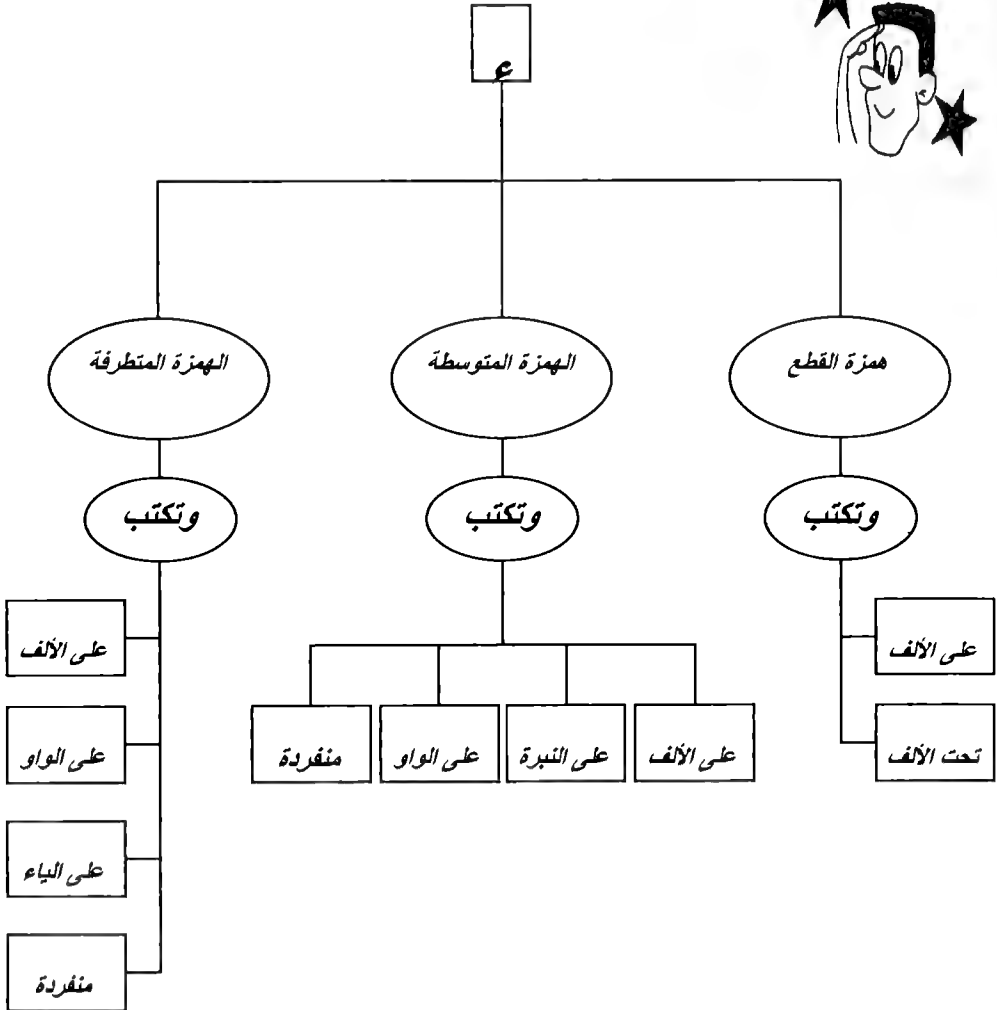 ء
همزة القطع
الهمزة المتوسطة
الهمزة المتطرفة
وتكتب
وتكتب
وتكتب
على الألف
تحت الألف
على الألف
على النبرة
على الواو
منفردة
على الألف
على الواو
على الياء
منفردة